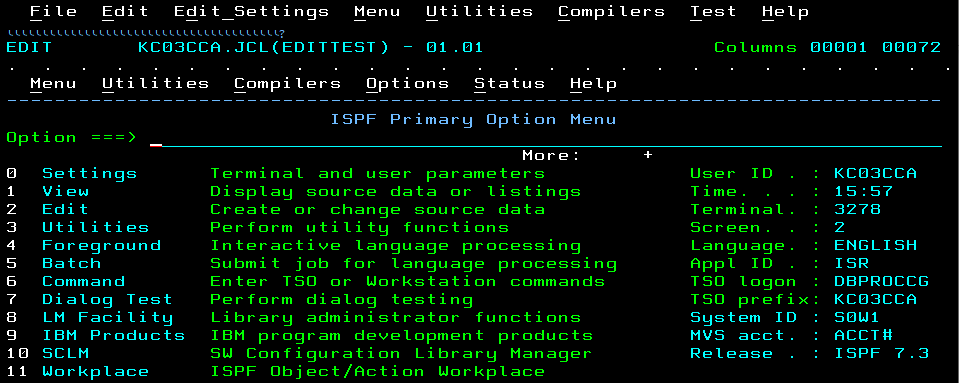 File Edit Edit_Settings Menu Utilities Compilers Test Help
EDIT KC03CCA.JCL(EDITTEST) - 01.01 Columns 00001 00072
. . . . . . . . . . . . . . . . . . . . . . . . . . .
Menu Utilities Compilers Options Status Help
ISPF Primary Option Menu
Option ===>
More: +
0 Settings Terminal and user parameters User ID . : KC03CCA
1 View Display source data or listings Time. . . : 15:57
2 Edit Create or change source data Terminal. : 3278
3 Utilities Perform utility functions Screen. . : 2
4 Foreground Interactive language processing Language. : ENGLISH
5 Batch Submit job for language processing Appl ID . : ISR
6 Command Enter TSO or Workstation commands TSO logon : DBPROCCG
7 Dialog Test Perform dialog testing TSO prefix: KC03CCA
8 LM Facility Library administrator functions System ID : S0W1
9 IBM Products IBM program development products MVS acct. : ACCT#
10 SCLM SW Configuration Library Manager Release . : ISPF 7.3
11 Workplace ISPF Object/Action Workplace